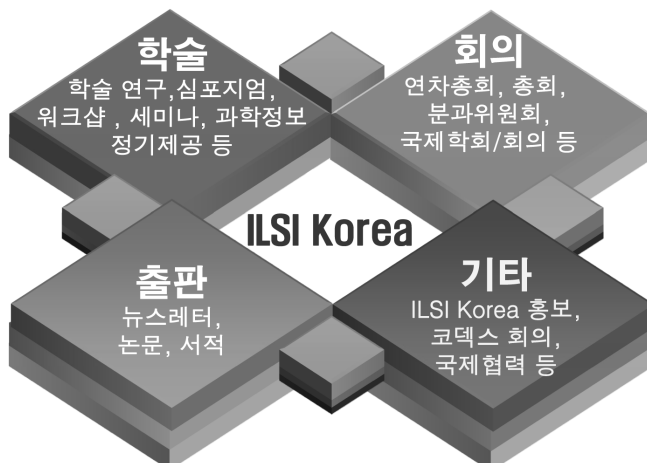 학술
학술 연구,심포지엄,
워크샵 , 세미나, 과학정보
정기제공 등
회의
연차총회, 총회,
분과위원회,
국제학회/회의 등
ILSI Korea
출판
뉴스레터,
논문, 서적
기타
ILSI Korea 홍보,
코덱스 회의,
국제협력 등